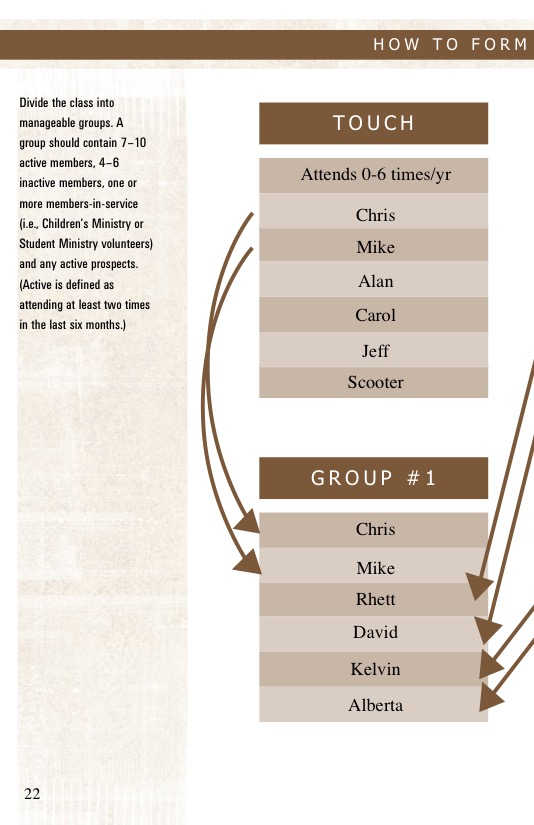 HOW TO FORM
Divide the class into
manageable groups. A
group should contain 7–10
active members, 4–6
inactive members, one or
more members-in-service
(i.e., Children's Ministry or
Student Ministry volunteers)
and any active prospects.
(Active is defined as
attending at least two times
in the last six months.)
TOUCH
Attends 0-6 times/yr
Chris
Mike
Alan
Carol
Jeff
Scooter
GROUP #1
Chris
Mike
Rhett
David
Kelvin
Alberta
22